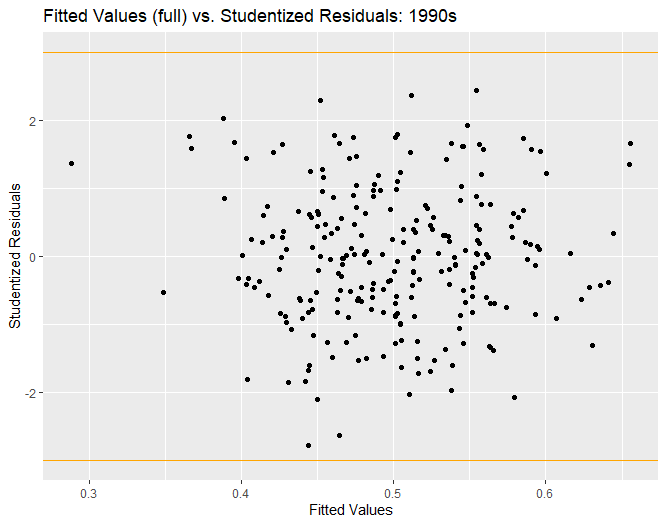 Fitted Values (full) vs. Studentized Residuals: 1990s
Studentized Residuals
2
0
-2
0.3
0.4
0.5
0.6
Fitted Values